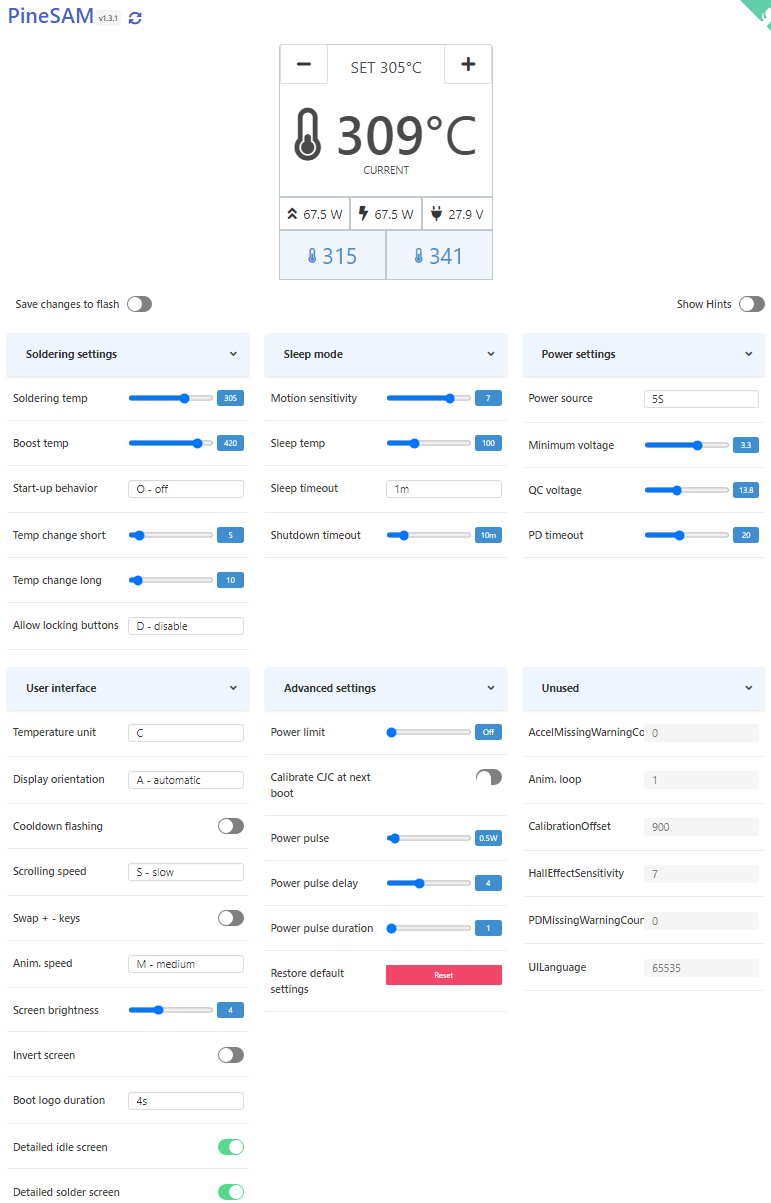 PineSAM v1.3.1
SET 305°C
309°C
CURRENT
67.5 W 67.5 W 27.9 V
315 341
Save changes to flash
Show Hints
Soldering settings
Soldering temp 305
Boost temp 420
Start-up behavior O - off
Temp change short 5
Temp change long 10
Allow locking buttons D - disable
Sleep mode
Motion sensitivity 7
Sleep temp 100
Sleep timeout 1m
Shutdown timeout 10m
Power settings
Power source 5S
Minimum voltage 3.3
QC voltage 13.8
PD timeout 20
User interface
Temperature unit C
Display orientation A - automatic
Cooldown flashing
Scrolling speed S - slow
Swap + - keys
Anim. speed M - medium
Screen brightness 4
Invert screen
Boot logo duration 4s
Detailed idle screen
Detailed solder screen
Advanced settings
Power limit Off
Calibrate CJC at next
boot
Power pulse 0.5W
Power pulse delay 4
Power pulse duration 1
Restore default
settings
Reset
Unused
AccelMissingWarningCo 0
Anim. loop 1
CalibrationOffset 900
HallEffectSensitivity 7
PDMissingWarningCour 0
UILanguage 65535